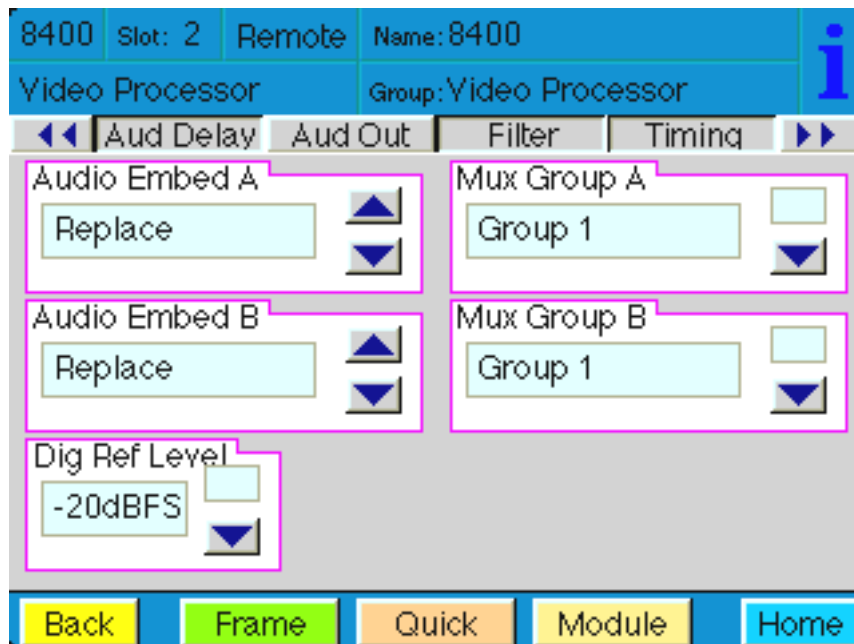 8400 Slot: 2 Remote Name: 8400
Video Processor Group: Video Processor
Aud Delay Aud Out Filter Timing
Audio Embed A Mux Group A
Replace Group 1
Audio Embed B Mux Group B
Replace Group 1
Dig Ref Level
-20dBFS
Back Frame Quick Module Home